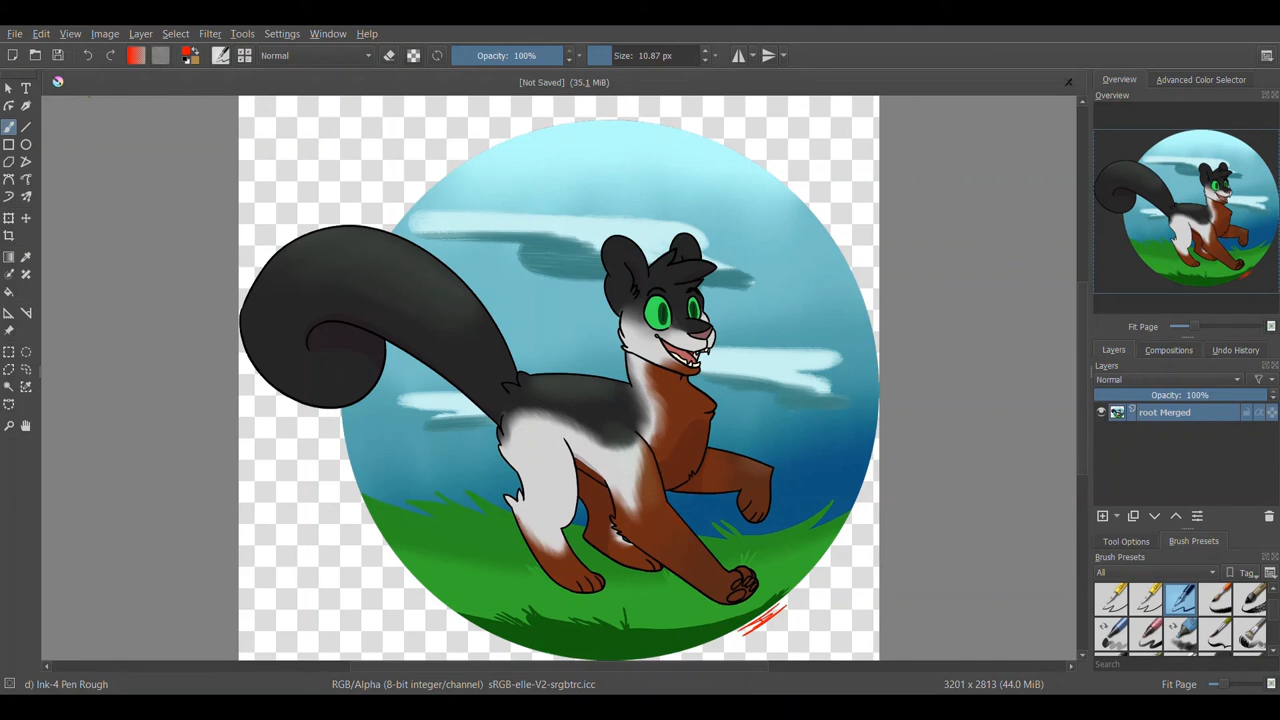 File Edit View Image Layer Select Filter Tools Settings Window Help
Normal Opacity: 100% Size: 10.87 px
[Not Saved] (35.1 MiB)
Overview Advanced Color Selector
Overview
Fit Page
Layers Compositions Undo History
Layers
Normal
Opacity: 100%
root Merged
Tool Options Brush Presets
Brush Presets
All Tag
Search
d) Ink-4 Pen Rough RGB/Alpha (8-bit integer/channel) sRGB-elle-V2-srgbtrc.icc 3201 x 2813 (44.0 MiB) Fit Page